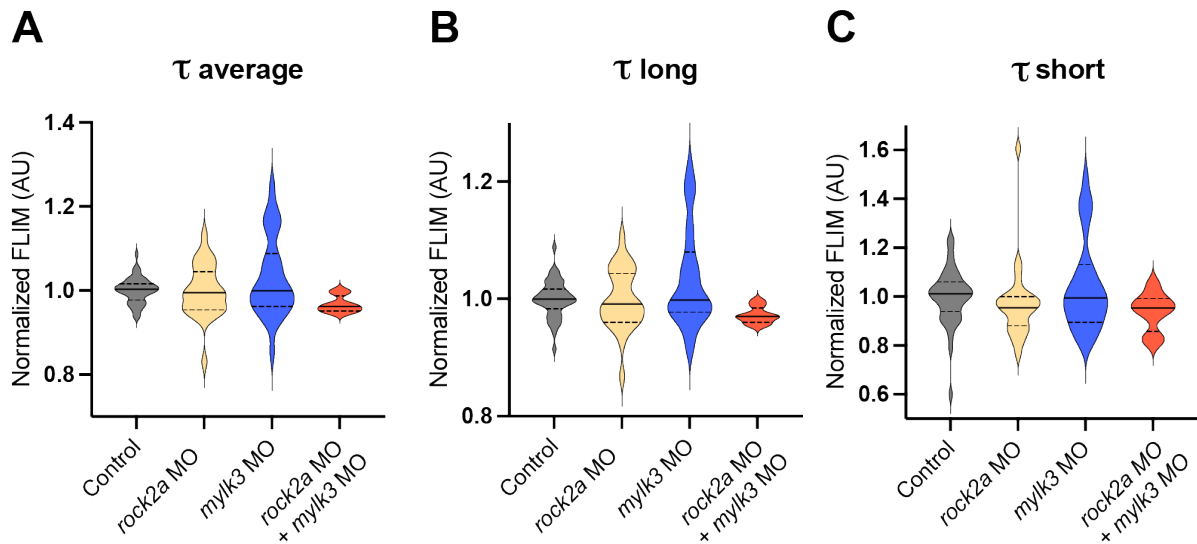 A
τ average
Normalized FLIM (AU)
1.4
1.2
1.0
0.8
Control
rock2a MO
mylk3 MO
rock2a MO
+ mylk3 MO
B
τ long
Normalized FLIM (AU)
1.2
1.0
0.8
Control
rock2a MO
mylk3 MO
rock2a MO
+ mylk3 MO
C
τ short
Normalized FLIM (AU)
1.6
1.4
1.2
1.0
0.8
0.6
Control
rock2a MO
mylk3 MO
rock2a MO
+ mylk3 MO